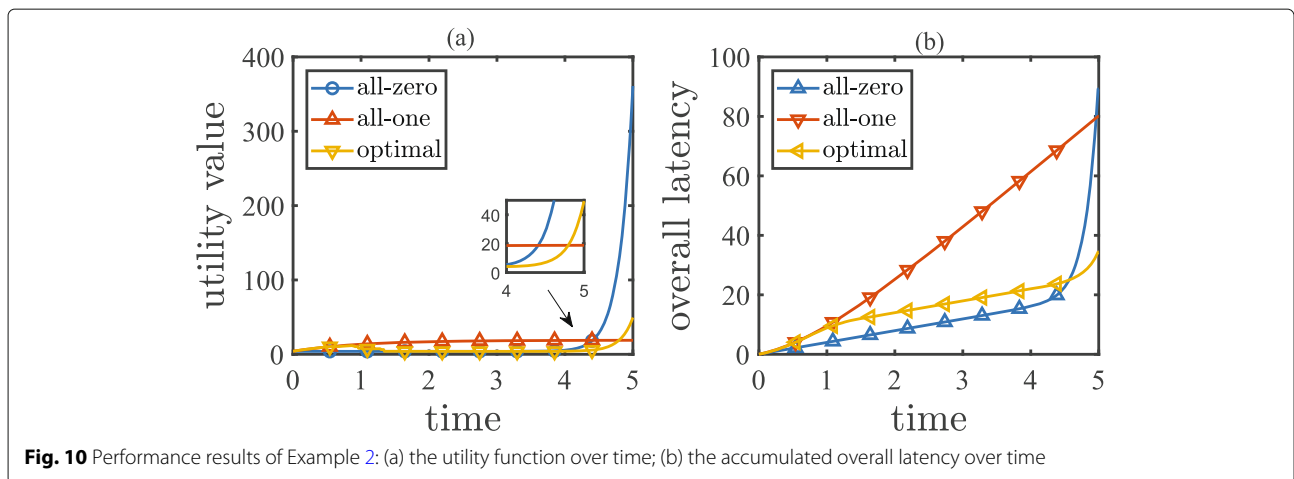 (a)
utility value
400
300
200
100
0
all-zero
all-one
optimal
40
20
0
4 5
0 1 2 3 4 5
time
(b)
overall latency
100
80
60
40
20
0
all-zero
all-one
optimal
0 1 2 3 4 5
time
Fig. 10 Performance results of Example 2: (a) the utility function over time; (b) the accumulated overall latency over time